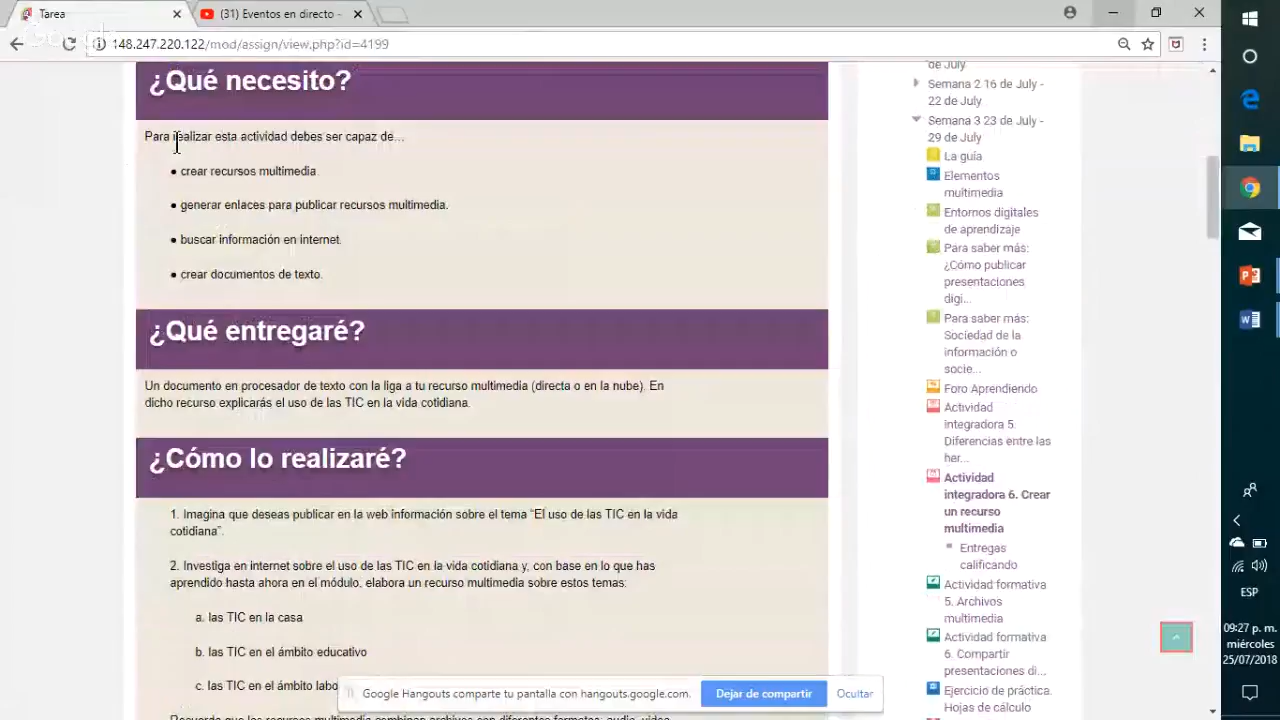 Tarea
(31) Eventos en directo -
148.247.220.122/mod/assign/view.php?id=4199
¿Qué necesito?
Para realizar esta actividad debes ser capaz de...
• crear recursos multimedia.
• generar enlaces para publicar recursos multimedia.
• buscar información en internet.
• crear documentos de texto.
¿Qué entregaré?
Un documento en procesador de texto con la liga a tu recurso multimedia (directa o en la nube). En
dicho recurso explicarás el uso de las TIC en la vida cotidiana.
¿Cómo lo realizaré?
1. Imagina que deseas publicar en la web información sobre el tema “El uso de las TIC en la vida
cotidiana”.
2. Investiga en internet sobre el uso de las TIC en la vida cotidiana y, con base en lo que has
aprendido hasta ahora en el módulo, elabora un recurso multimedia sobre estos temas:
a. las TIC en la casa
b. las TIC en el ámbito educativo
c. las TIC en el ámbito labo
Google Hangouts comparte tu pantalla con hangouts.google.com.
Dejar de compartir
Ocultar
de July
Semana 2 16 de July -
22 de July
Semana 3 23 de July -
29 de July
La guía
Elementos
multimedia
Entornos digitales
de aprendizaje
Para saber más:
¿Cómo publicar
presentaciones
digi...
Para saber más:
Sociedad de la
información o
socie...
Foro Aprendiendo
Actividad
integradora 5.
Diferencias entre las
her...
Actividad
integradora 6. Crear
un recurso
multimedia
Entregas
calificando
Actividad formativa
5. Archivos
multimedia
Actividad formativa
6. Compartir
presentaciones di...
Ejercicio de práctica.
Hojas de cálculo
ESP
09:27 p. m.
miércoles
25/07/2018